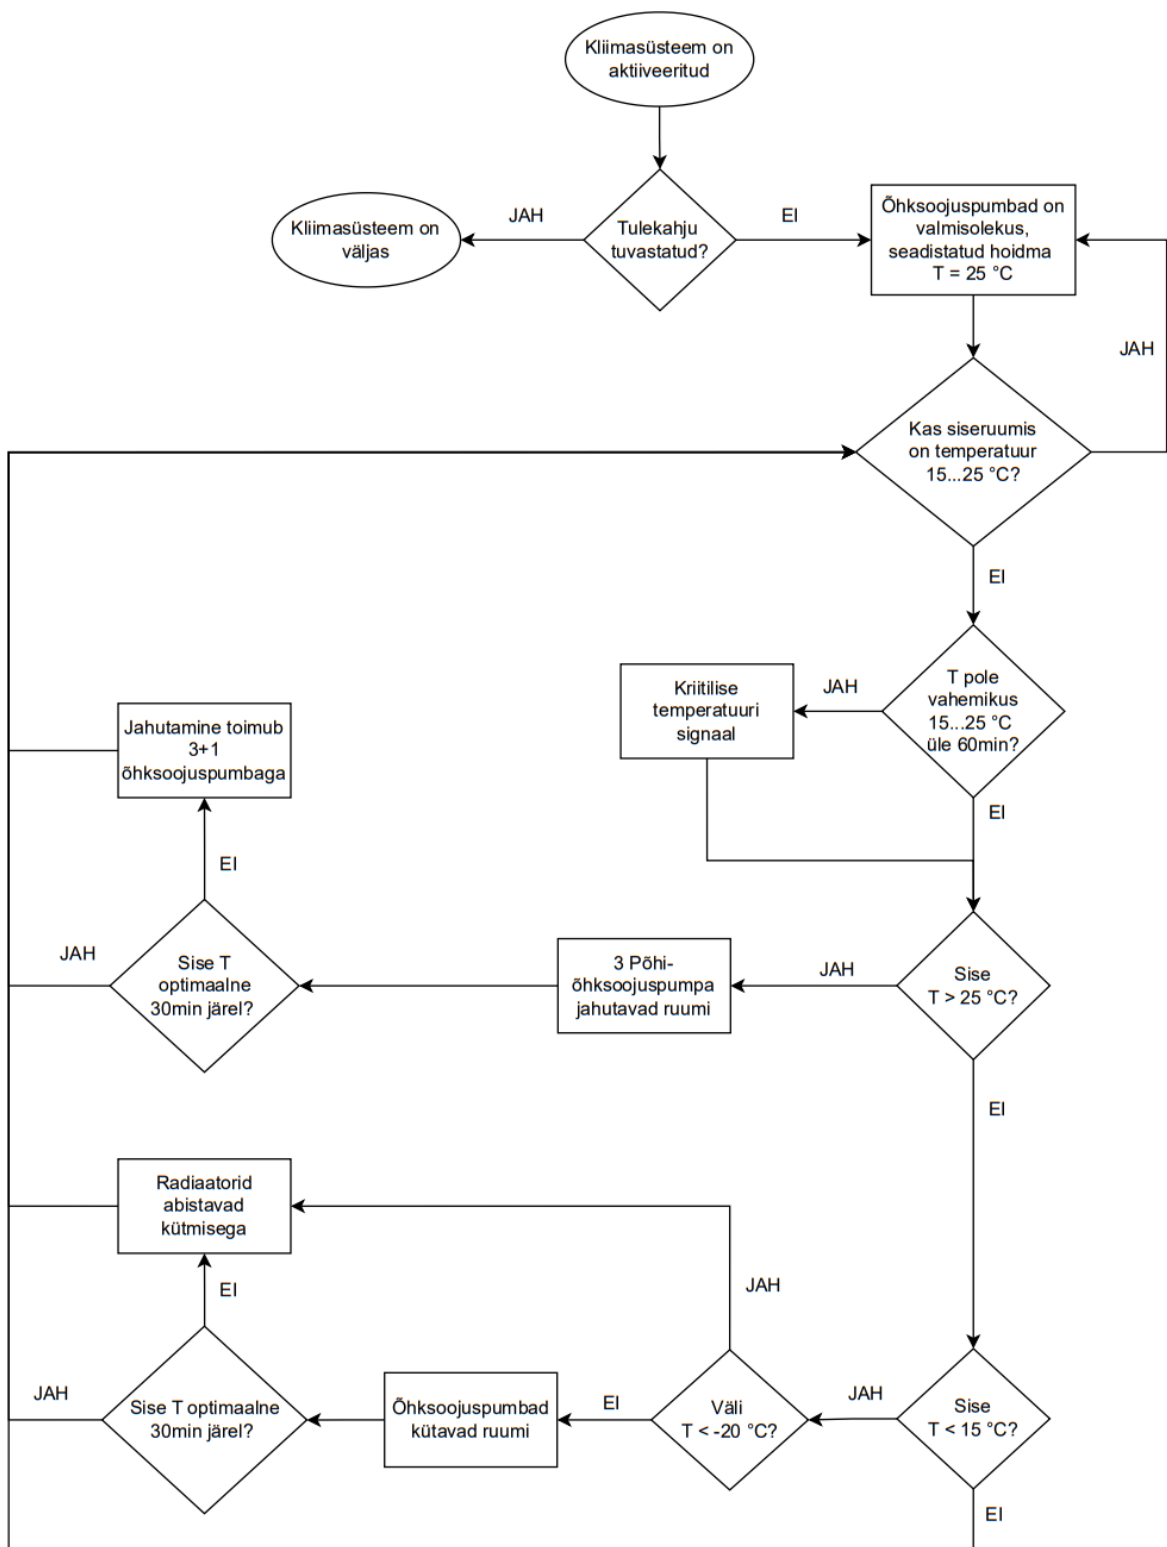 Kliimasüsteem on
aktiiveeritud
JAH
EI
Kliimasüsteem on
väljas
Tulekahju
tuvastatud?
Õhksoojuspumbad on
valmisolekus,
seadistatud hoidma
T = 25 °C
JAH
Kas siseruumis
on temperatuur
15...25 °C?
EI
T pole
vahemikus
15...25 °C
üle 60min?
JAH
Kriitilise
temperatuuri
signaal
Jahutamine toimub
3+1
õhksoojuspumbaga
EI
EI
JAH
Sise T
optimaalne
30min järel?
3 Põhi-
õhksoojuspumpa
jahutavad ruumi
JAH
Sise
T > 25 °C?
EI
Radiaatorid
abistavad
kütmisega
EI
JAH
JAH
Sise T optimaalne
30min järel?
Õhksoojuspumbad
kütavad ruumi
EI
Väli
T < -20 °C?
JAH
Sise
T < 15 °C?
EI